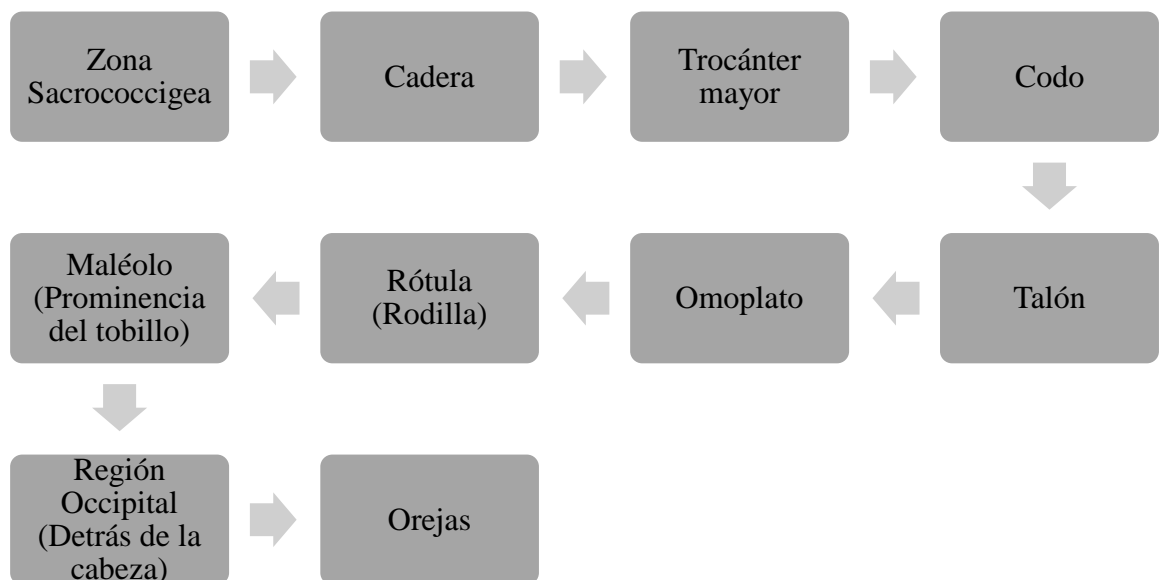 Zona
Sacrococcigea
Cadera
Trocánter
mayor
Codo
Talón
Omoplato
Rótula
(Rodilla)
Maléolo
(Prominencia
del tobillo)
Región
Occipital
(Detrás de la
cabeza)
Orejas